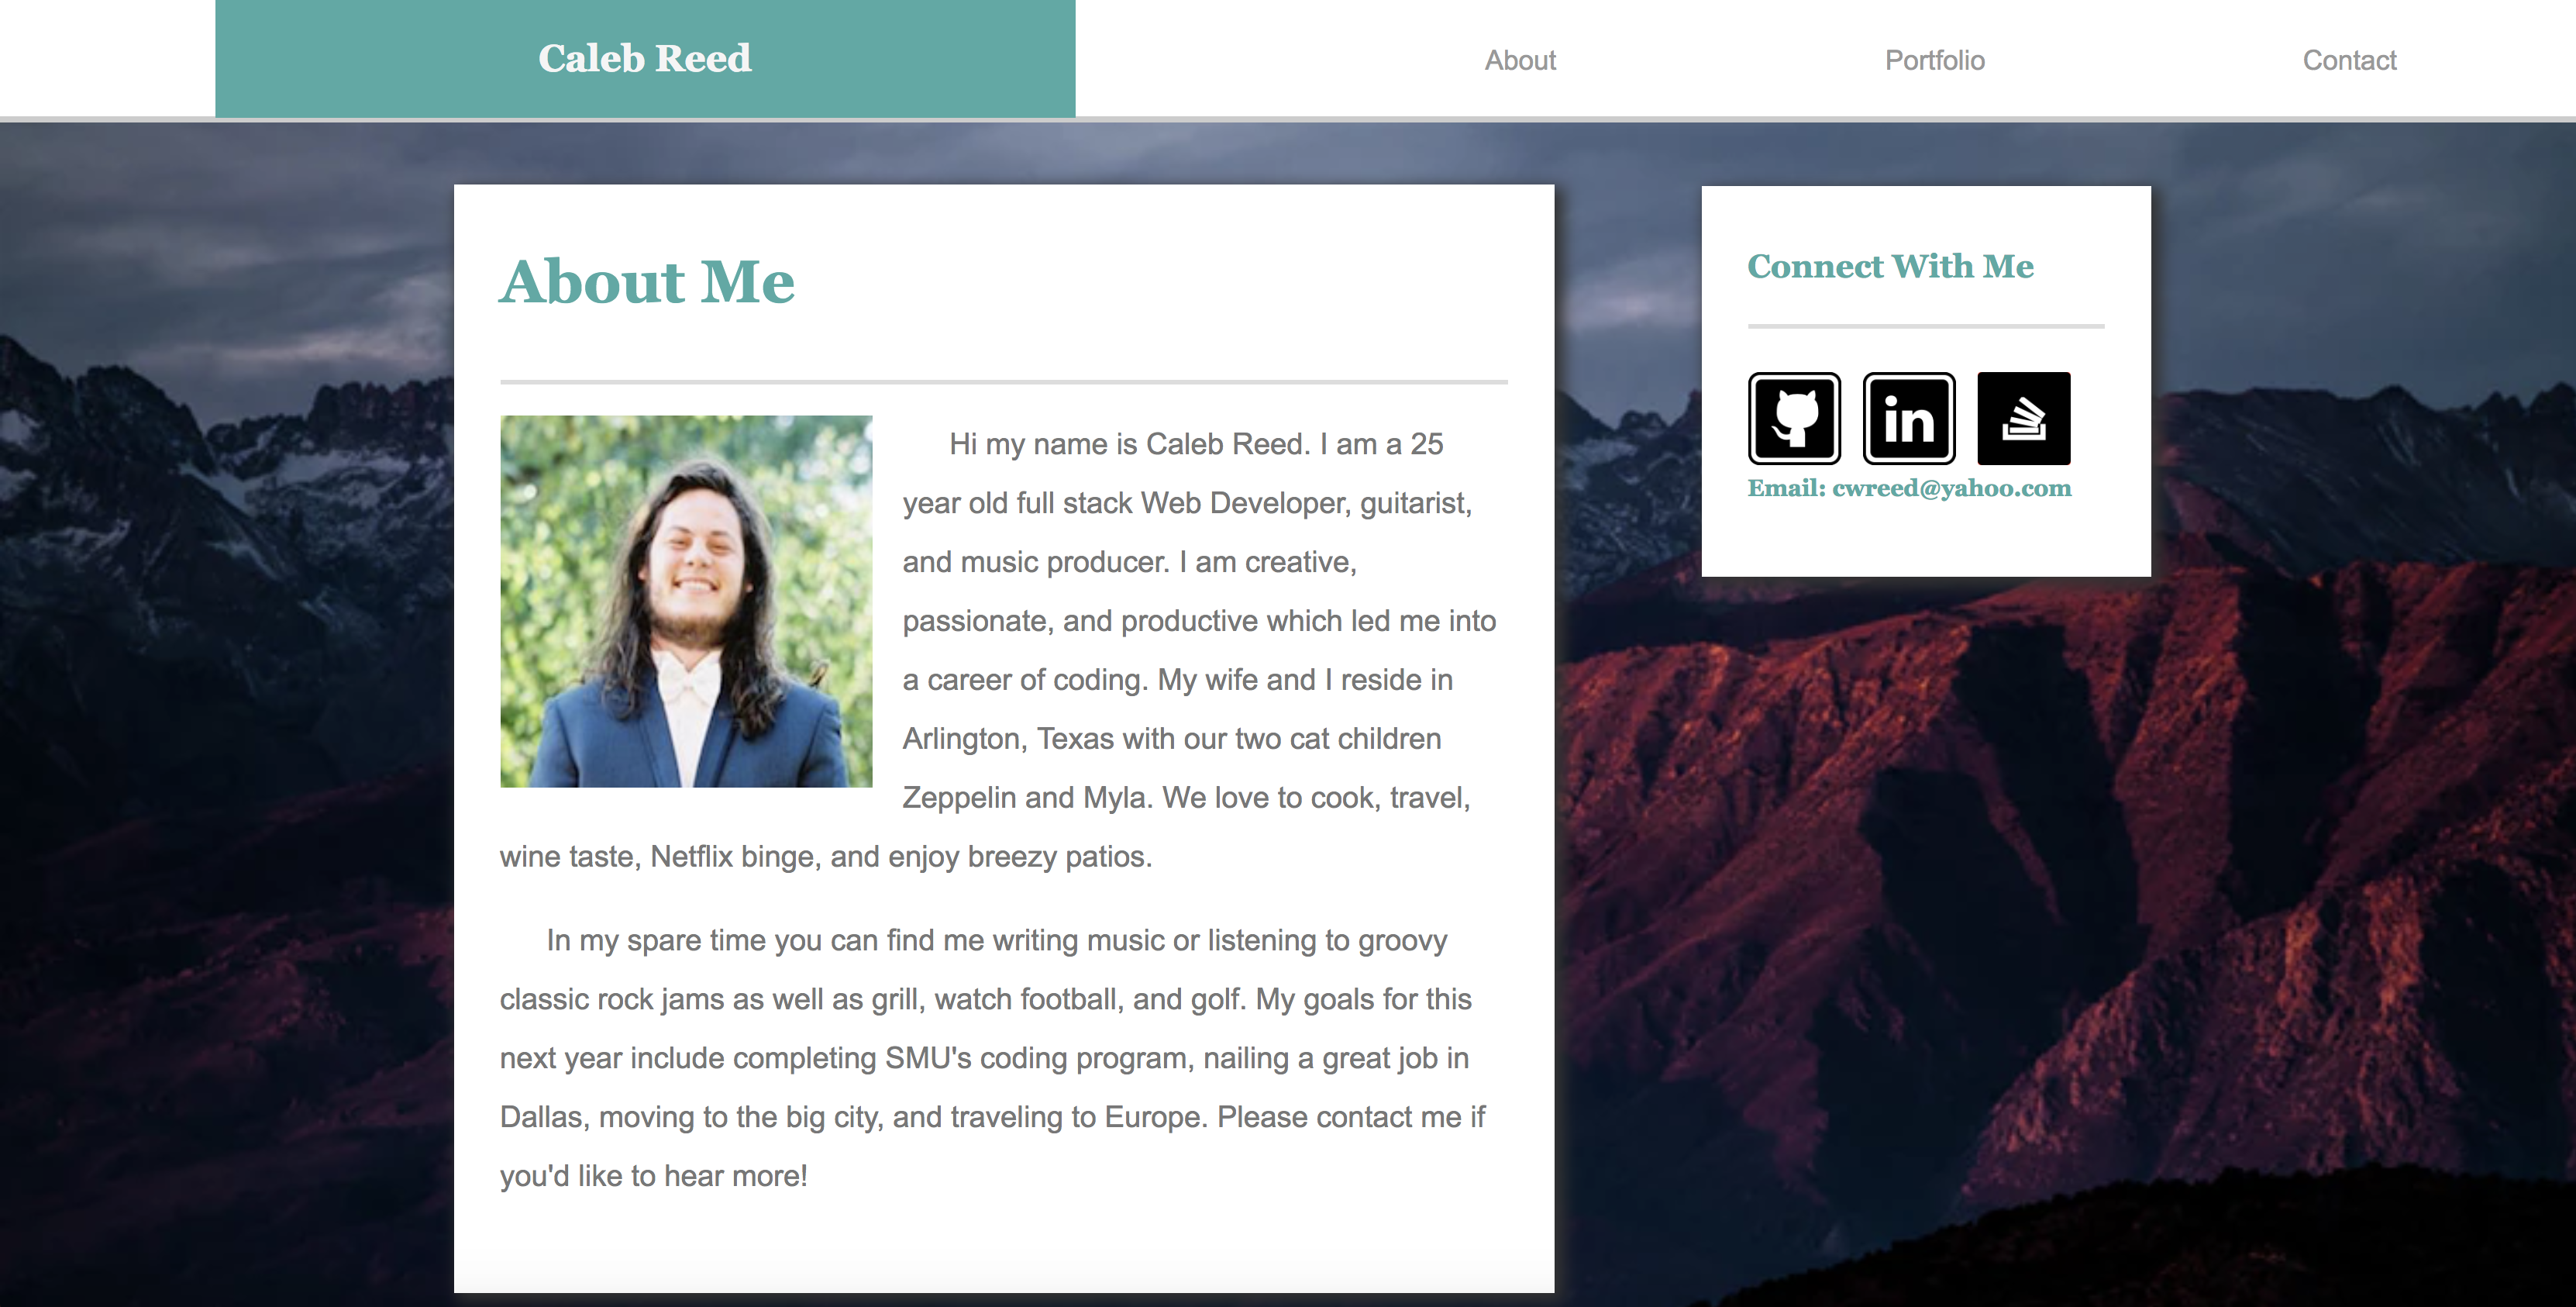 Caleb Reed
About
Portfolio
Contact
About Me
Hi my name is Caleb Reed. I am a 25
year old full stack Web Developer, guitarist,
and music producer. I am creative,
passionate, and productive which led me into
a career of coding. My wife and I reside in
Arlington, Texas with our two cat children
Zeppelin and Myla. We love to cook, travel,
wine taste, Netflix binge, and enjoy breezy patios.
In my spare time you can find me writing music or listening to groovy
classic rock jams as well as grill, watch football, and golf. My goals for this
next year include completing SMU's coding program, nailing a great job in
Dallas, moving to the big city, and traveling to Europe. Please contact me if
you'd like to hear more!
Connect With Me
in
Email: cwreed@yahoo.com